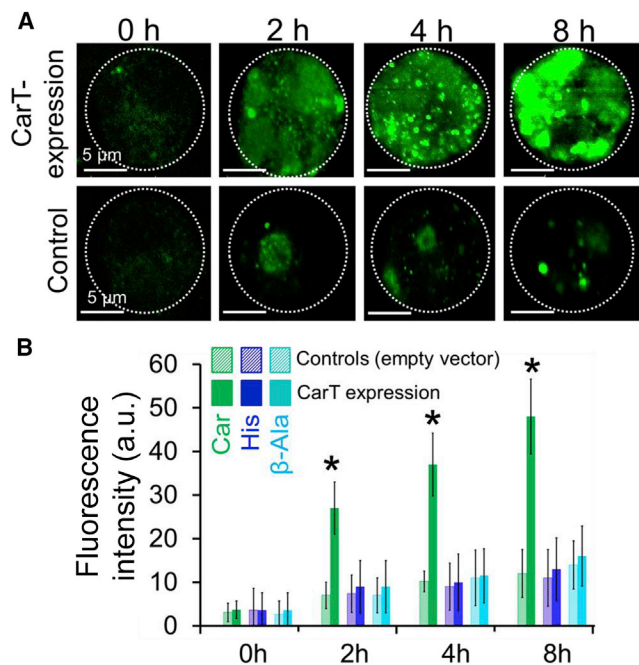 A
0 h 2 h 4 h 8 h
CarT-
expression
5 µm
Control
5 µm
B
Fluorescence
intensity (a.u.)
60
50
40
30
20
10
0
Controls (empty vector)
CarT expression
Car
His
β-Ala
*
*
*
0h 2h 4h 8h